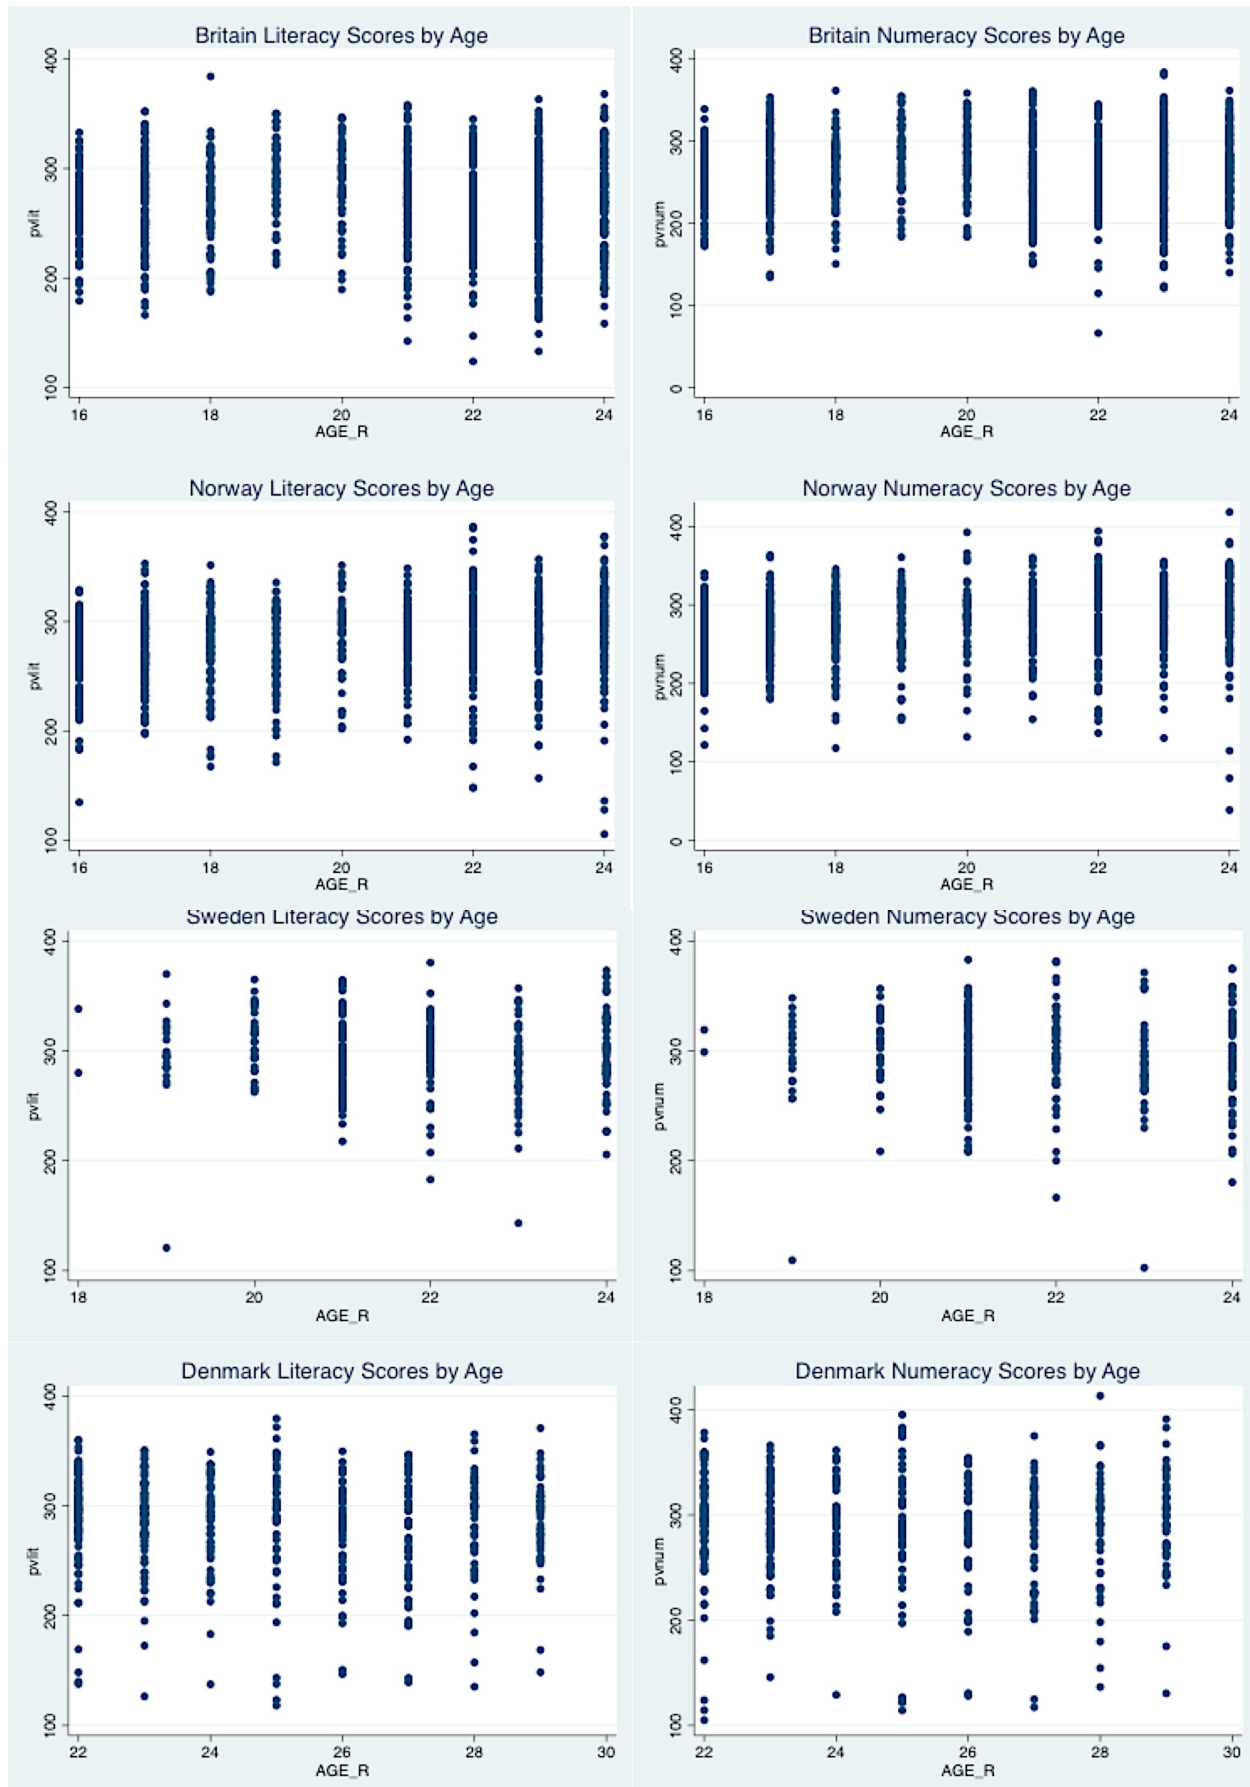 Britain Literacy Scores by Age
400
300
200
100
pvlit
16 18 20 22 24
AGE_R
Britain Numeracy Scores by Age
400
300
200
100
0
pvnum
16 18 20 22 24
AGE_R
Norway Literacy Scores by Age
400
300
200
100
pvlit
16 18 20 22 24
AGE_R
Norway Numeracy Scores by Age
400
300
200
100
0
pvnum
16 18 20 22 24
AGE_R
Sweden Literacy Scores by Age
400
300
200
100
pvlit
18 20 22 24
AGE_R
Sweden Numeracy Scores by Age
400
300
200
100
pvnum
18 20 22 24
AGE_R
Denmark Literacy Scores by Age
400
300
200
100
pvlit
22 24 26 28 30
AGE_R
Denmark Numeracy Scores by Age
400
300
200
100
pvnum
22 24 26 28 30
AGE_R